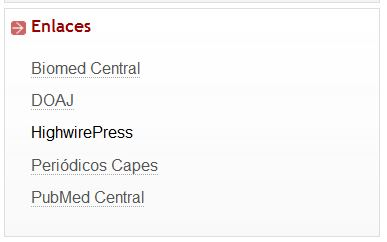 Enlaces
Biomed Central
DOAJ
HighwirePress
Periódicos Capes
PubMed Central